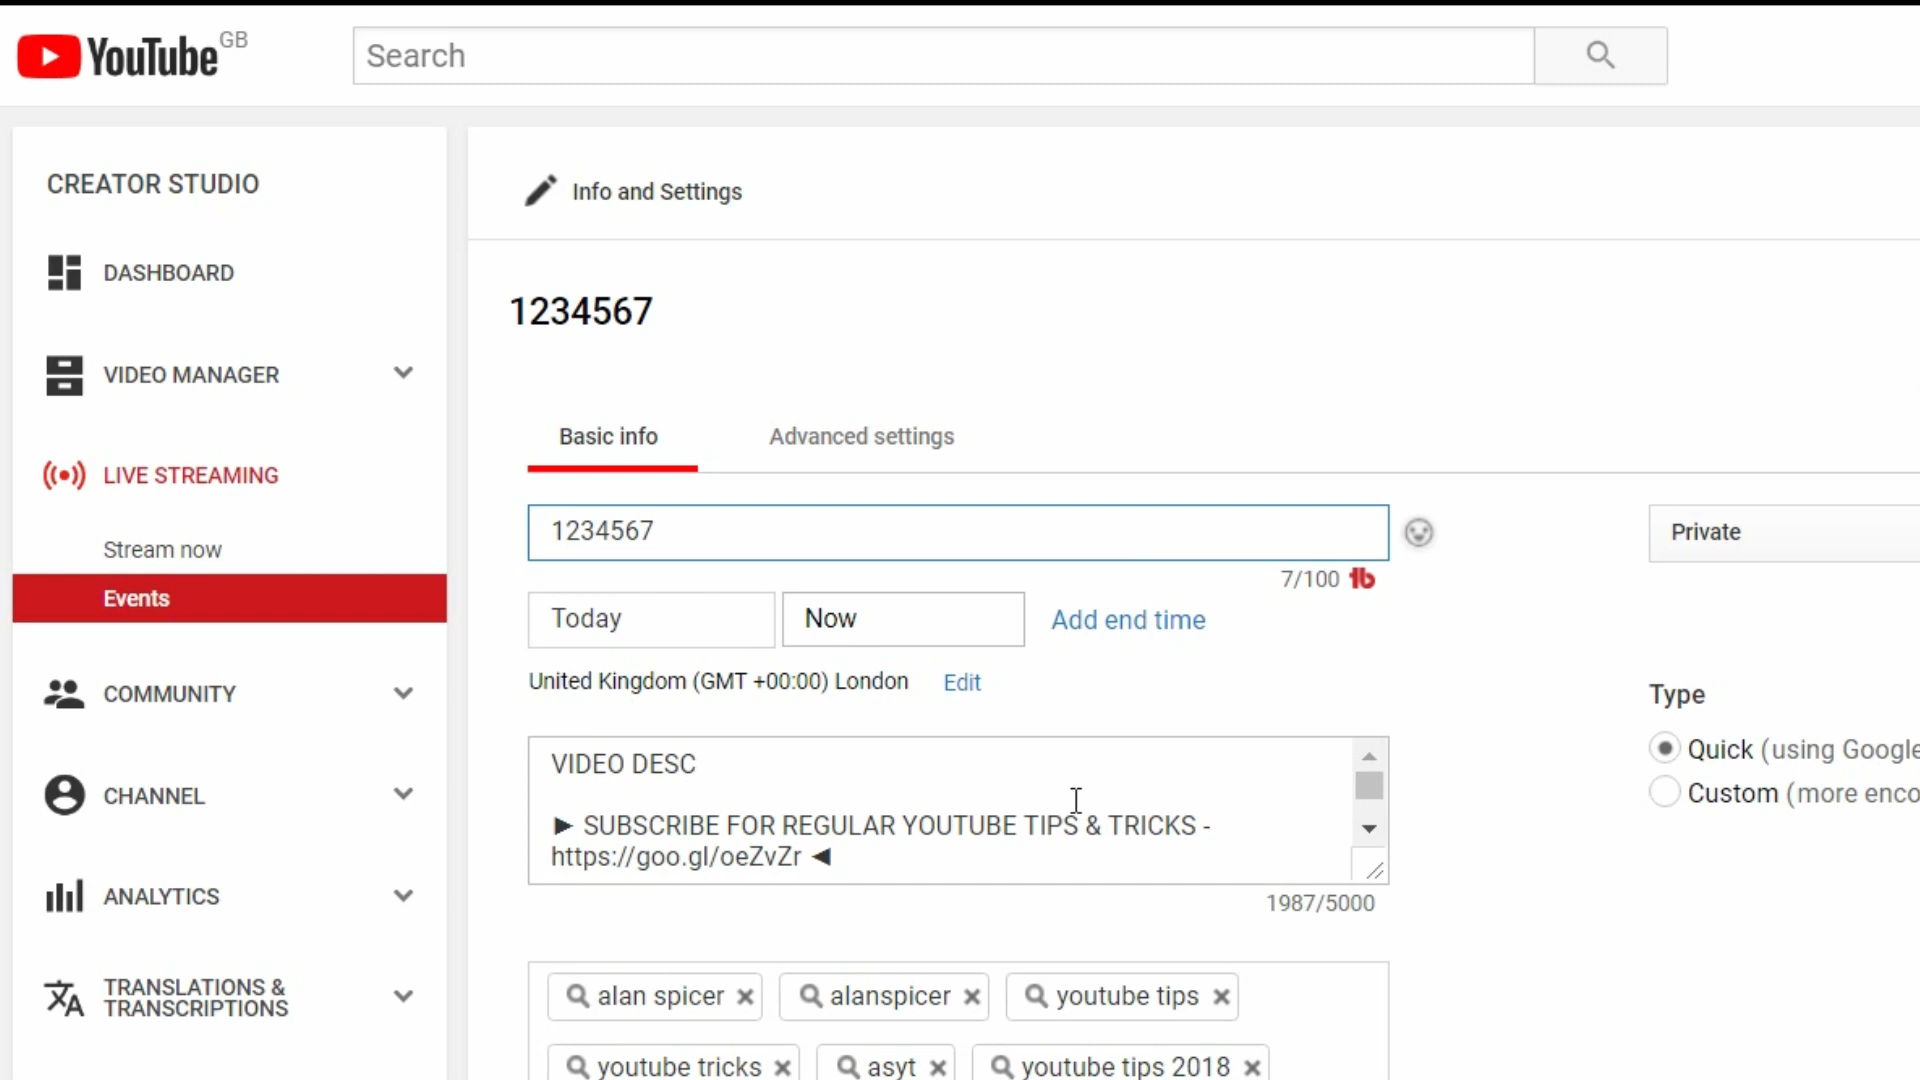 YouTube GB
Search
CREATOR STUDIO
DASHBOARD
VIDEO MANAGER
LIVE STREAMING
Stream now
Events
COMMUNITY
CHANNEL
ANALYTICS
TRANSLATIONS &
TRANSCRIPTIONS
Info and Settings
1234567
Basic info
Advanced settings
1234567
7/100 tb
Today
Now
Add end time
United Kingdom (GMT +00:00) London Edit
VIDEO DESC
► SUBSCRIBE FOR REGULAR YOUTUBE TIPS & TRICKS -
https://goo.gl/oeZvZr ◄
1987/5000
alan spicer
alanspicer
youtube tips
youtube tricks
asyt
youtube tips 2018
Private
Type
Quick (using Google
Custom (more enco